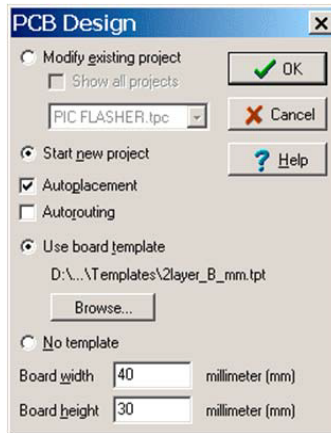 PCB Design
Modify existing project
Show all projects
PIC FLASHER.tpc
OK
Cancel
Help
Start new project
Autoplacement
Autorouting
Use board template
D:\...\Templates\2layer_B_mm.tpt
Browse...
No template
Board width 40 millimeter (mm)
Board height 30 millimeter (mm)